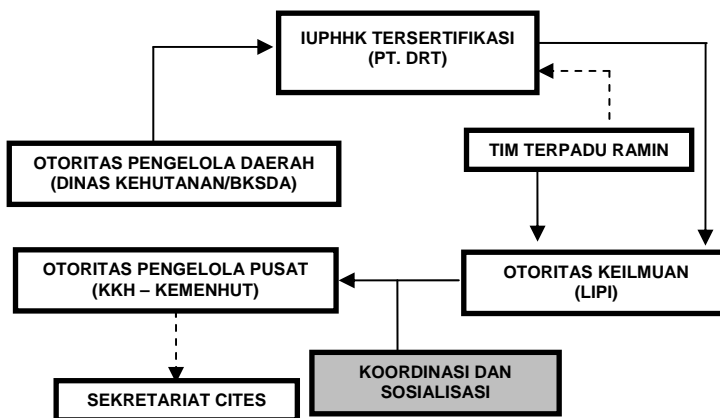 IUPHHK TERSERTIFIKASI
(PT. DRT)
OTORITAS PENGELOLA DAERAH
(DINAS KEHUTANAN/BKSDA)
TIM TERPADU RAMIN
OTORITAS PENGELOLA PUSAT
(KKH – KEMENHUT)
OTORITAS KEILMUAN
(LIPI)
KOORDINASI DAN
SOSIALISASI
SEKRETARIAT CITES